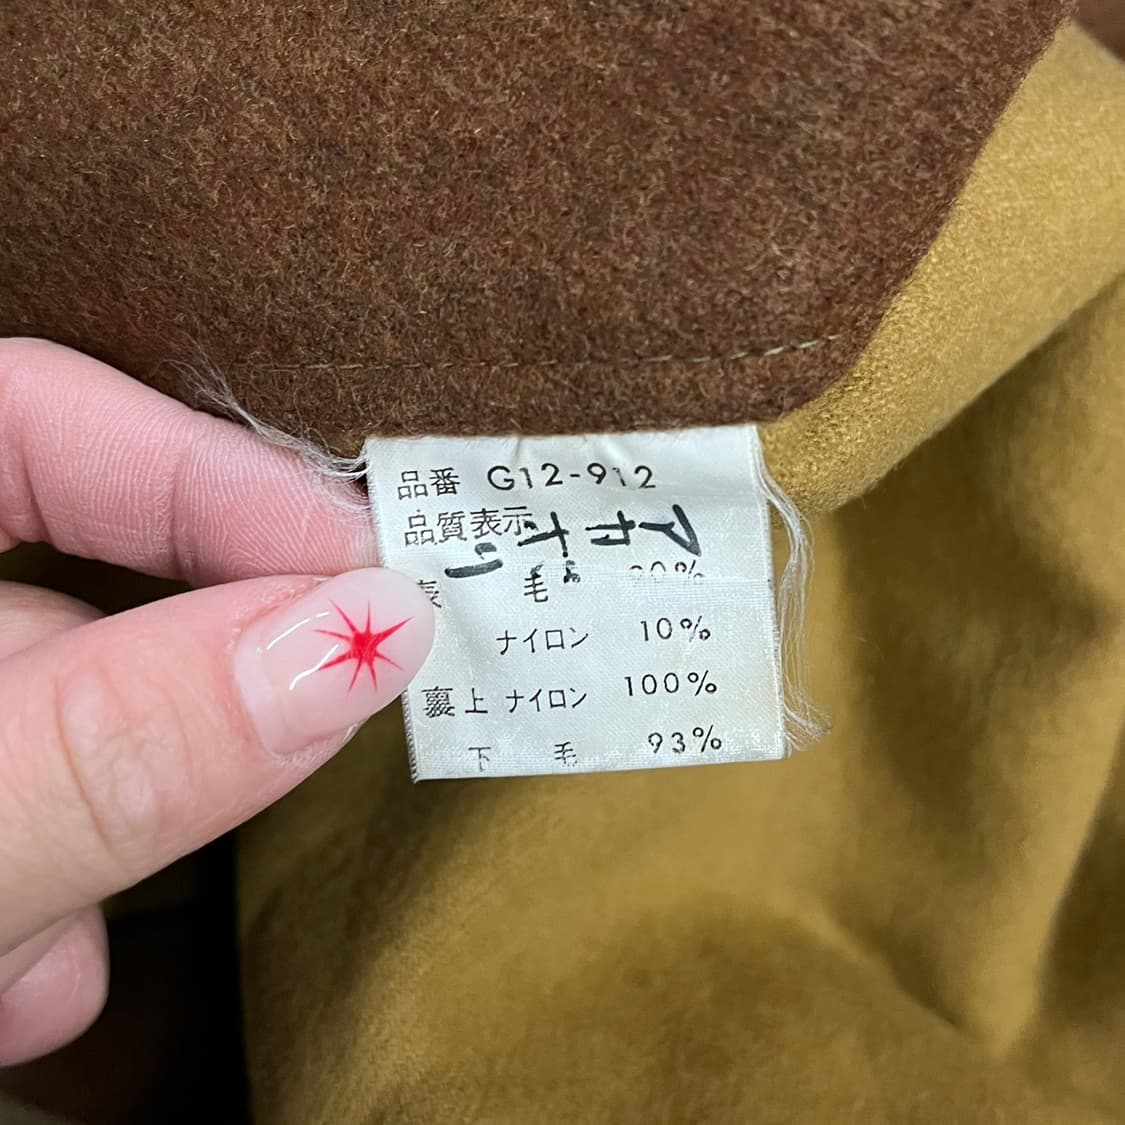 品番 G12-912
品質表示
表 毛 90%
ナイロン 10%
裏上 ナイロン 100%
下 毛 93%